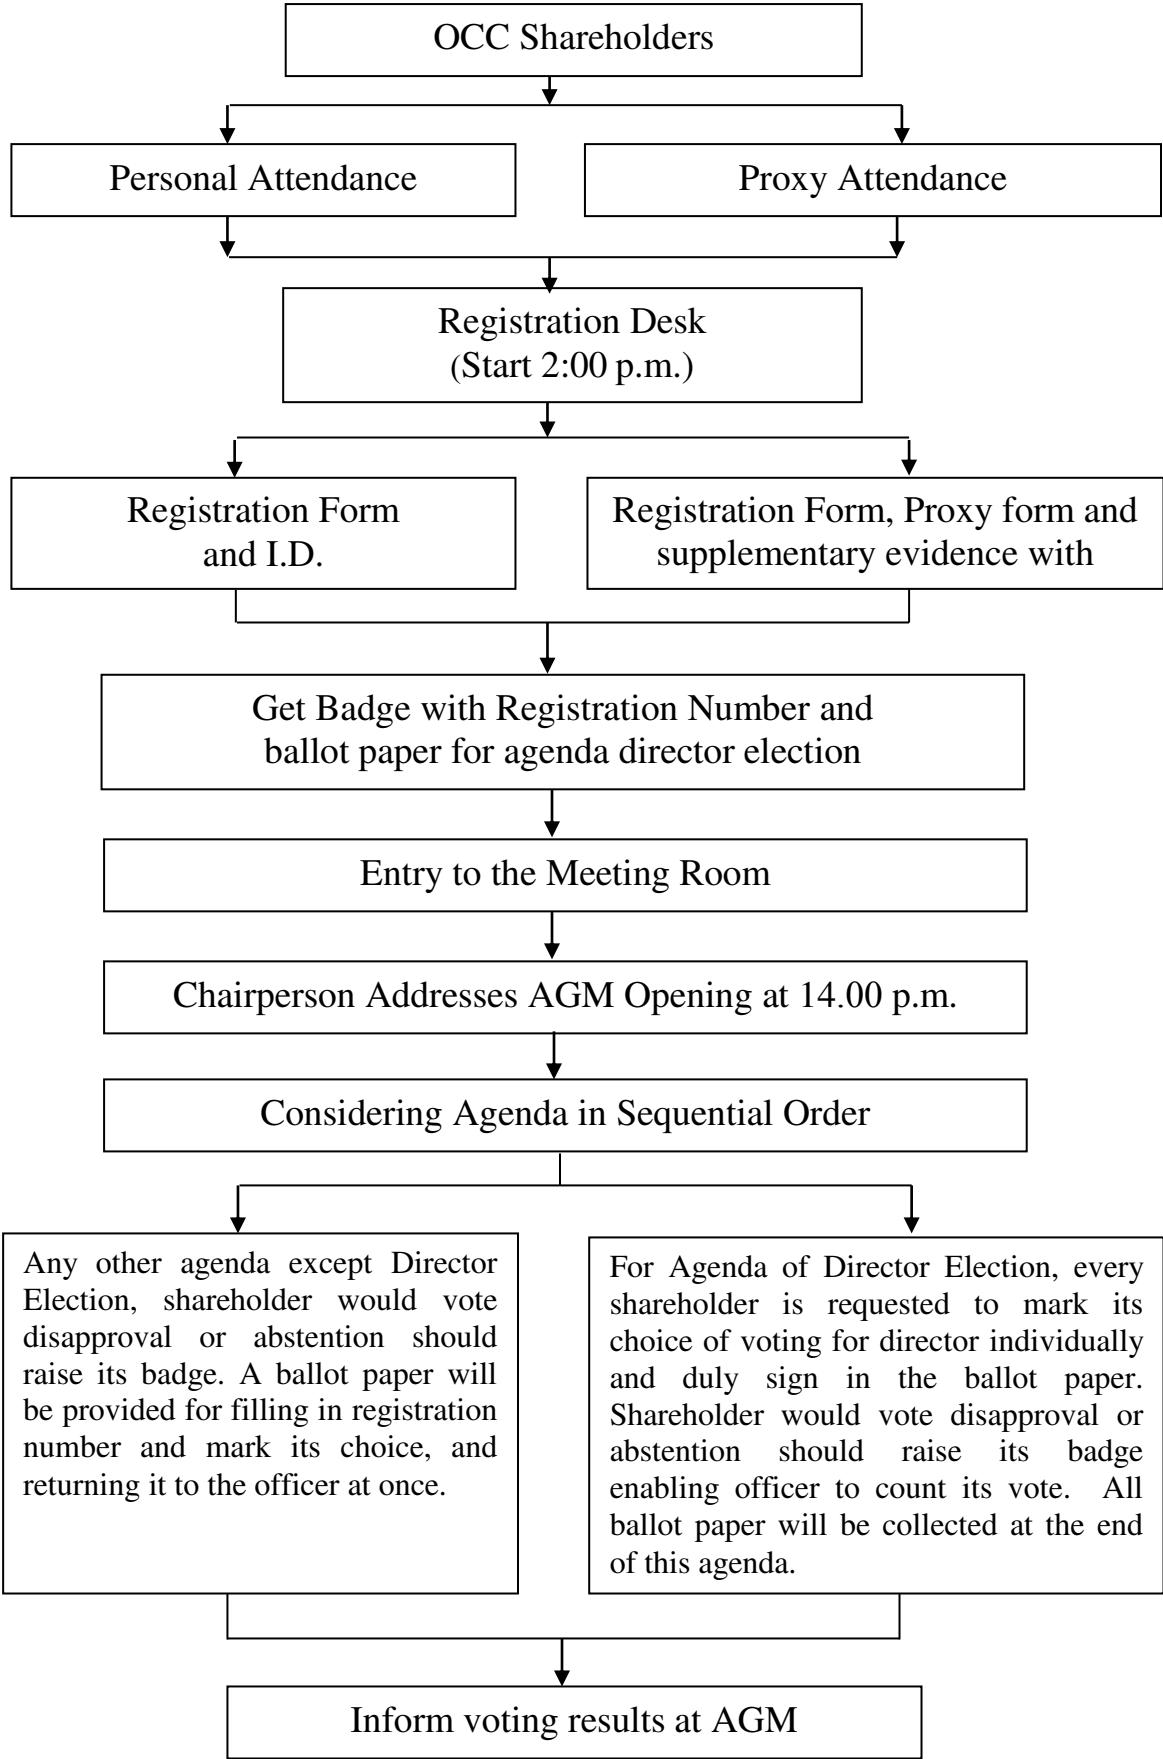 OCC Shareholders
Personal Attendance
Proxy Attendance
Registration Desk
(Start 2:00 p.m.)
Registration Form
and I.D.
Registration Form, Proxy form and
supplementary evidence with
Get Badge with Registration Number and
ballot paper for agenda director election
Entry to the Meeting Room
Chairperson Addresses AGM Opening at 14.00 p.m.
Considering Agenda in Sequential Order
Any other agenda except Director
Election, shareholder would vote
disapproval or abstention should
raise its badge. A ballot paper will
be provided for filling in registration
number and mark its choice, and
returning it to the officer at once.
For Agenda of Director Election, every
shareholder is requested to mark its
choice of voting for director individually
and duly sign in the ballot paper.
Shareholder would vote disapproval or
abstention should raise its badge
enabling officer to count its vote. All
ballot paper will be collected at the end
of this agenda.
Inform voting results at AGM